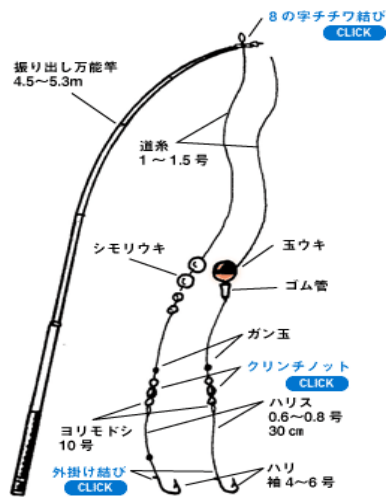 8の字チチワ結び
CLICK
振り出し万能竿
4.5〜5.3m
道糸
1〜1.5号
シモリウキ
玉ウキ
ゴム管
ガン玉
クリンチノット
CLICK
ヨリモドシ
10号
ハリス
0.6〜0.8号
30㎝
外掛け結び
CLICK
ハリ
袖4〜6号